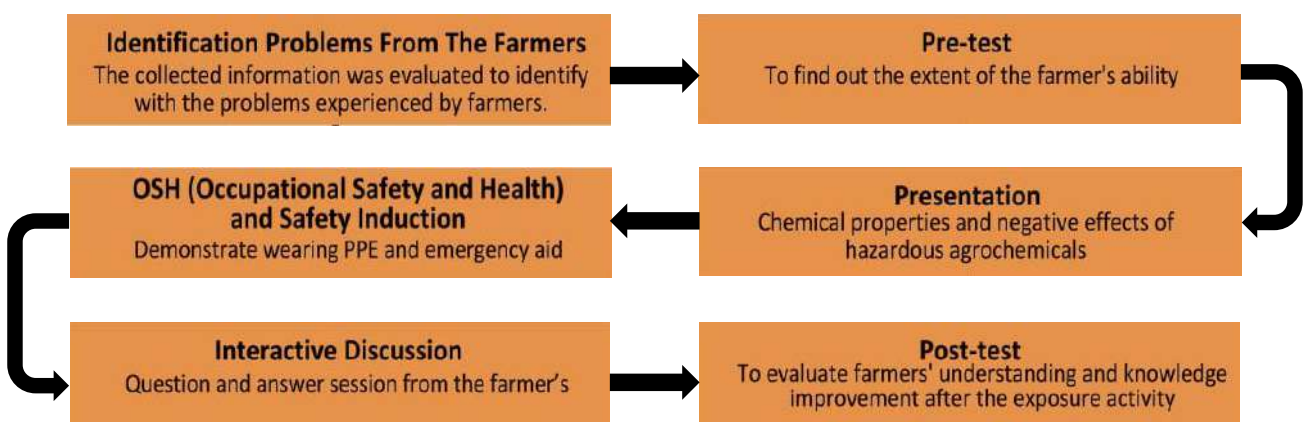 Identification Problems From The Farmers
The collected information was evaluated to identify
with the problems experienced by farmers.
Pre-test
To find out the extent of the farmer's ability
Presentation
Chemical properties and negative effects of
hazardous agrochemicals
OSH (Occupational Safety and Health)
and Safety Induction
Demonstrate wearing PPE and emergency aid
Interactive Discussion
Question and answer session from the farmer's
Post-test
To evaluate farmers' understanding and knowledge
improvement after the exposure activity